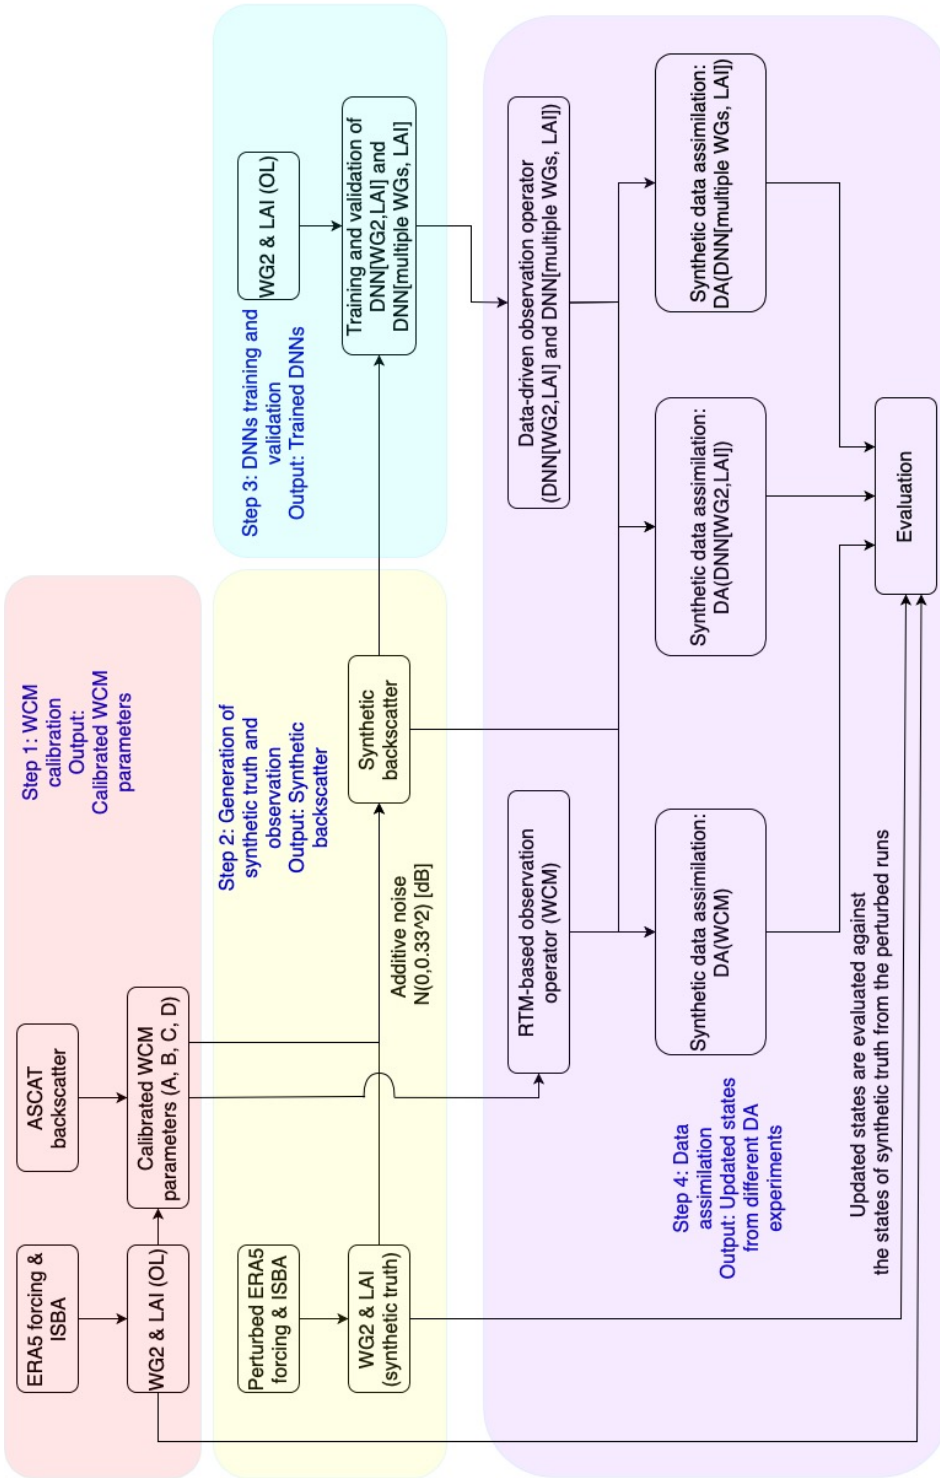 ERA5 forcing &
ISBA
WG2 & LAI (OL)
ASCAT
backscatter
Calibrated WCM
parameters (A, B, C, D)
Step 1: WCM
calibration
Output:
Calibrated WCM
parameters
Perturbed ERA5
forcing & ISBA
WG2 & LAI
(synthetic truth)
Additive noise
N(0,0.33^2) [dB]
Step 2: Generation of
synthetic truth and
observation
Output: Synthetic
backscatter
Synthetic
backscatter
Step 3: DNNs training and
validation
Output: Trained DNNs
WG2 & LAI (OL)
Training and validation of
DNN[WG2,LAI] and
DNN[multiple WGs, LAI]
RTM-based observation
operator (WCM)
Data-driven observation operator
(DNN[WG2,LAI] and DNN[multiple WGs, LAI])
Step 4: Data
assimilation
Output: Updated states
from different DA
experiments
Synthetic data assimilation:
DA(WCM)
Synthetic data assimilation:
DA(DNN[WG2,LAI])
Synthetic data assimilation:
DA(DNN[multiple WGs, LAI])
Updated states are evaluated against
the states of synthetic truth from the perturbed runs
Evaluation